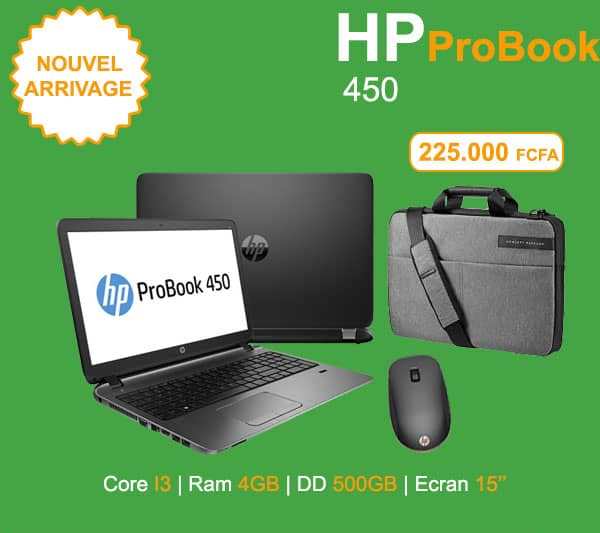 NOUVEL
ARRIVAGE
HP ProBook
450
225.000 FCFA
hp
HEWLETT PACKARD
hp ProBook 450
hp
Core I3 | Ram 4GB | DD 500GB | Ecran 15”